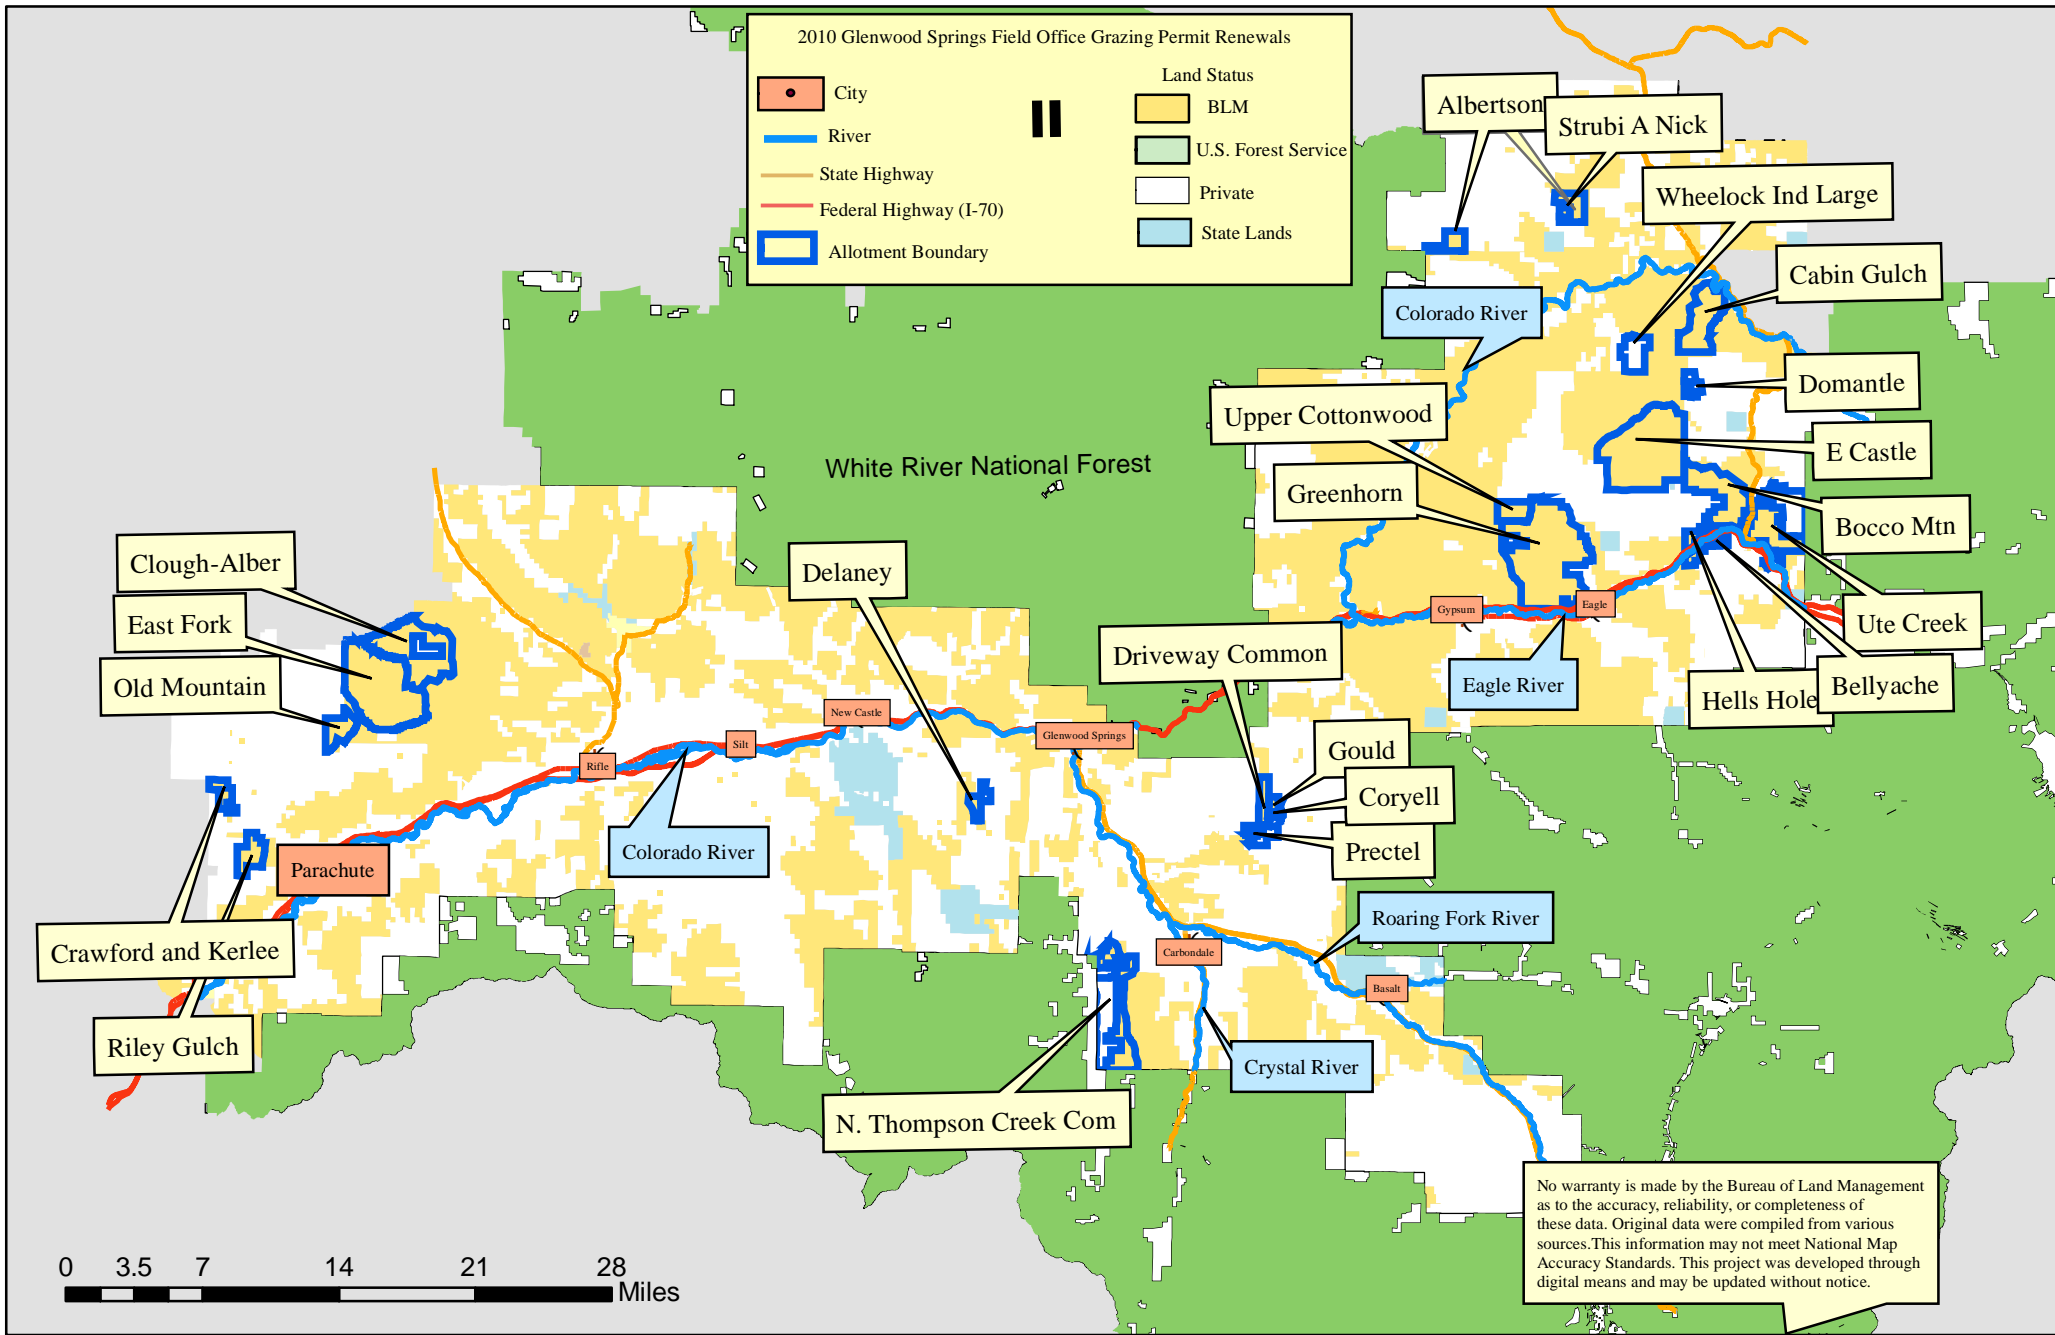 2010 Glenwood Springs Field Office Grazing Permit Renewals
City
River
State Highway
Federal Highway (I-70)
Allotment Boundary
Land Status
BLM
U.S. Forest Service
Private
State Lands
Albertson
Strubi A Nick
Wheelock Ind Large
Cabin Gulch
Colorado River
Domantle
Upper Cottonwood
E Castle
White River National Forest
Greenhorn
Bocco Mtn
Clough-Alber
Delaney
East Fork
Gypsum
Eagle
Ute Creek
Driveway Common
Old Mountain
Eagle River
Hells Hole
Bellyache
New Castle
Glenwood Springs
Silt
Rifle
Gould
Coryell
Colorado River
Prectel
Parachute
Roaring Fork River
Crawford and Kerlee
Carbondale
Basalt
Riley Gulch
Crystal River
N. Thompson Creek Com
No warranty is made by the Bureau of Land Management
as to the accuracy, reliability, or completeness of
these data. Original data were compiled from various
sources.This information may not meet National Map
Accuracy Standards. This project was developed through
digital means and may be updated without notice.
0 3.5 7 14 21 28
Miles